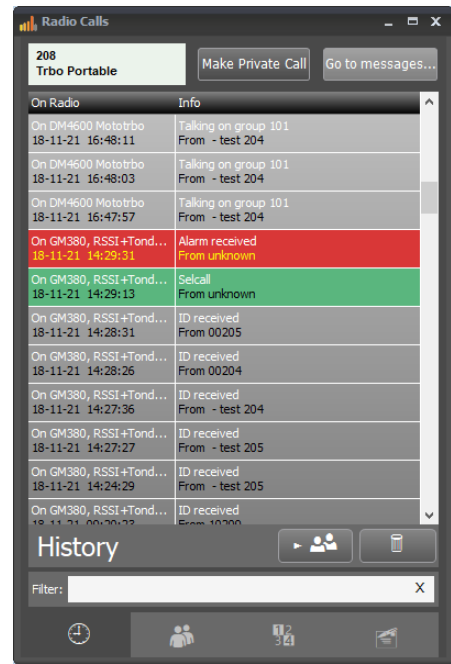 Radio Calls
208
Trbo Portable
Make Private Call
Go to messages...
On Radio Info
On DM4600 Mototrbo Talking on group 101
18-11-21 16:48:11 From - test 204
On DM4600 Mototrbo Talking on group 101
18-11-21 16:48:03 From - test 204
On DM4600 Mototrbo Talking on group 101
18-11-21 16:47:57 From - test 204
On GM380, RSSI+Tond... Alarm received
18-11-21 14:29:31 From unknown
On GM380, RSSI+Tond... Selcall
18-11-21 14:29:13 From unknown
On GM380, RSSI+Tond... ID received
18-11-21 14:28:31 From 00205
On GM380, RSSI+Tond... ID received
18-11-21 14:28:26 From 00204
On GM380, RSSI+Tond... ID received
18-11-21 14:27:36 From - test 204
On GM380, RSSI+Tond... ID received
18-11-21 14:27:27 From - test 205
On GM380, RSSI+Tond... ID received
18-11-21 14:24:29 From - test 205
On GM380, RSSI+Tond... ID received
18-11-21 From
History
Filter: X
1 2
3 4